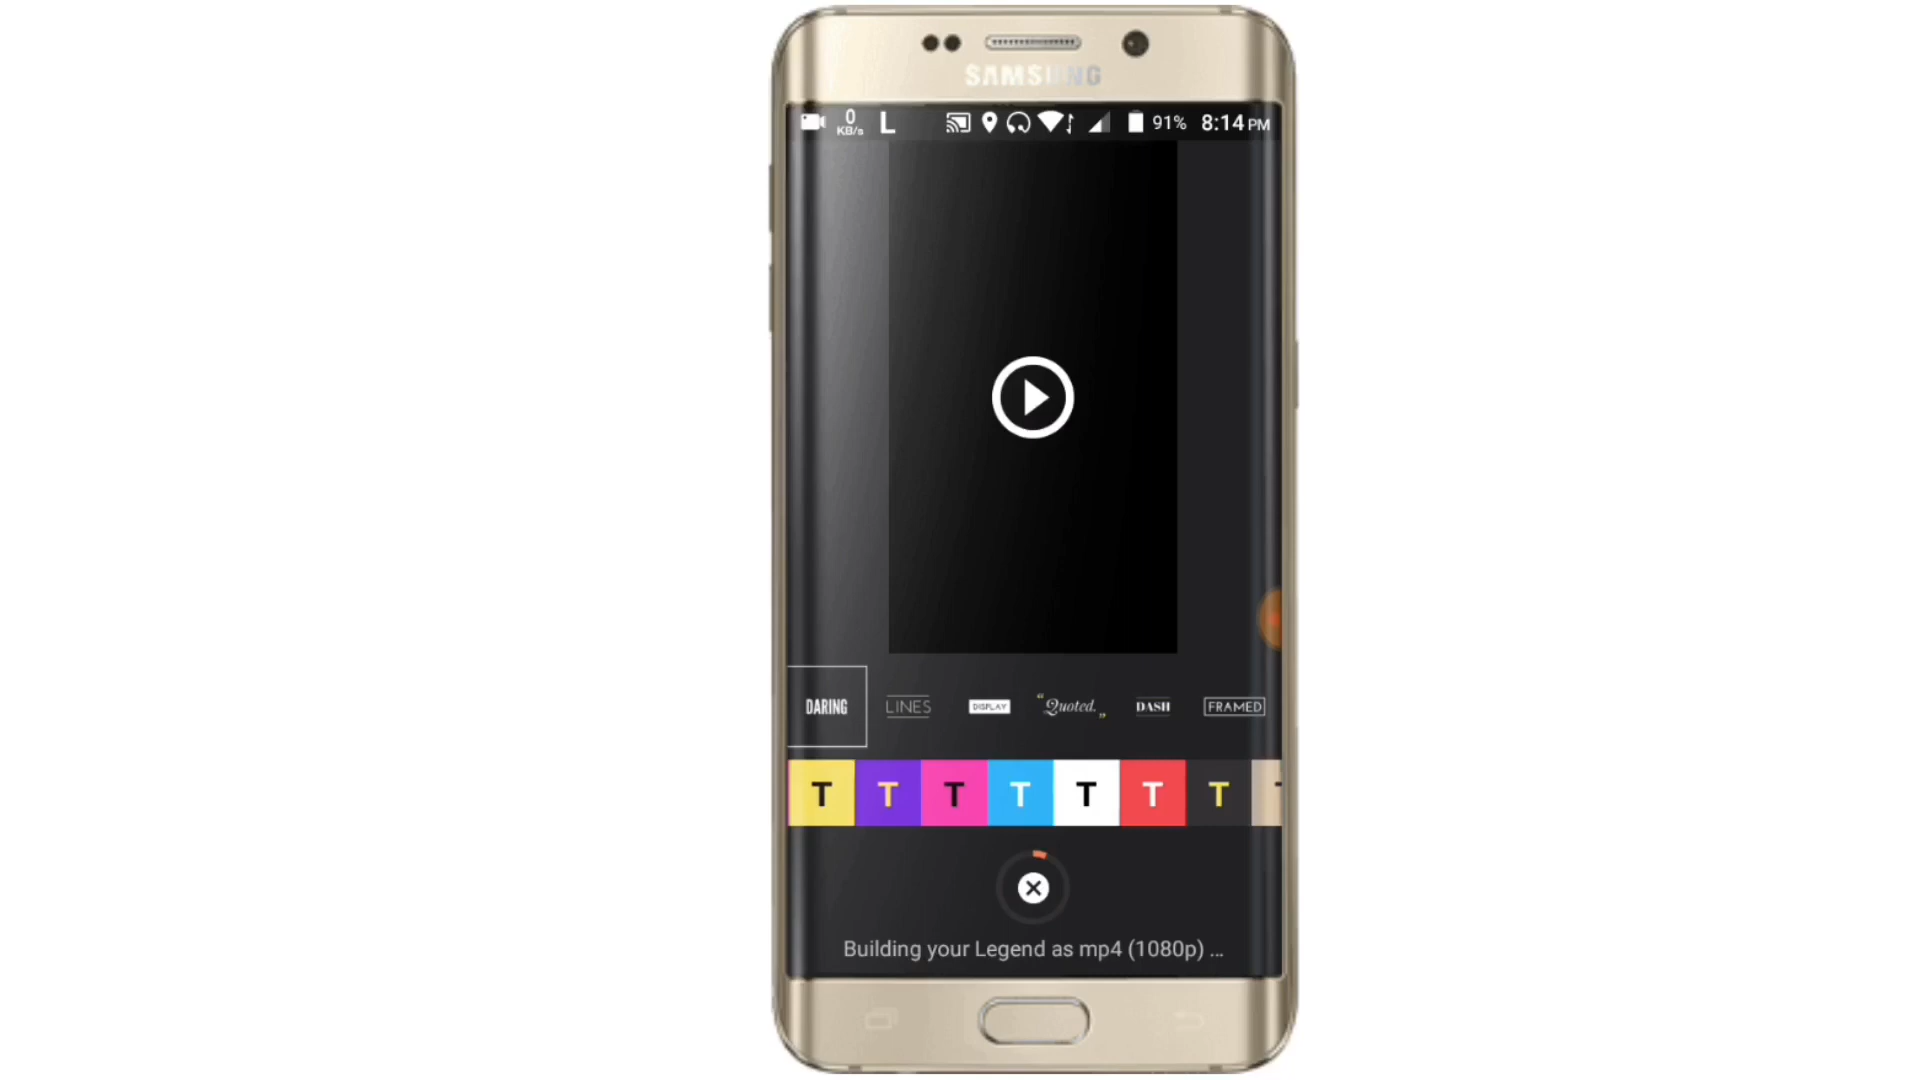 SAMSUNG
0 KB/s L 91% 8:14 PM
DARING LINES DISPLAY “Quoted.„ DASH FRAMED
T T T T T T T
Building your Legend as mp4 (1080p) ...